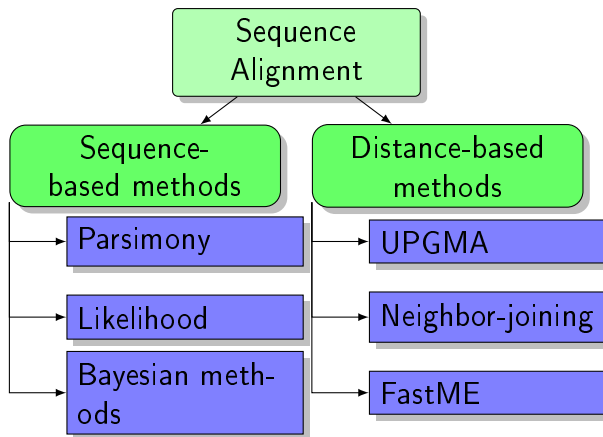 Sequence
Alignment
Sequence-
based methods
Parsimony
Likelihood
Bayesian meth-
ods
Distance-based
methods
UPGMA
Neighbor-joining
FastME